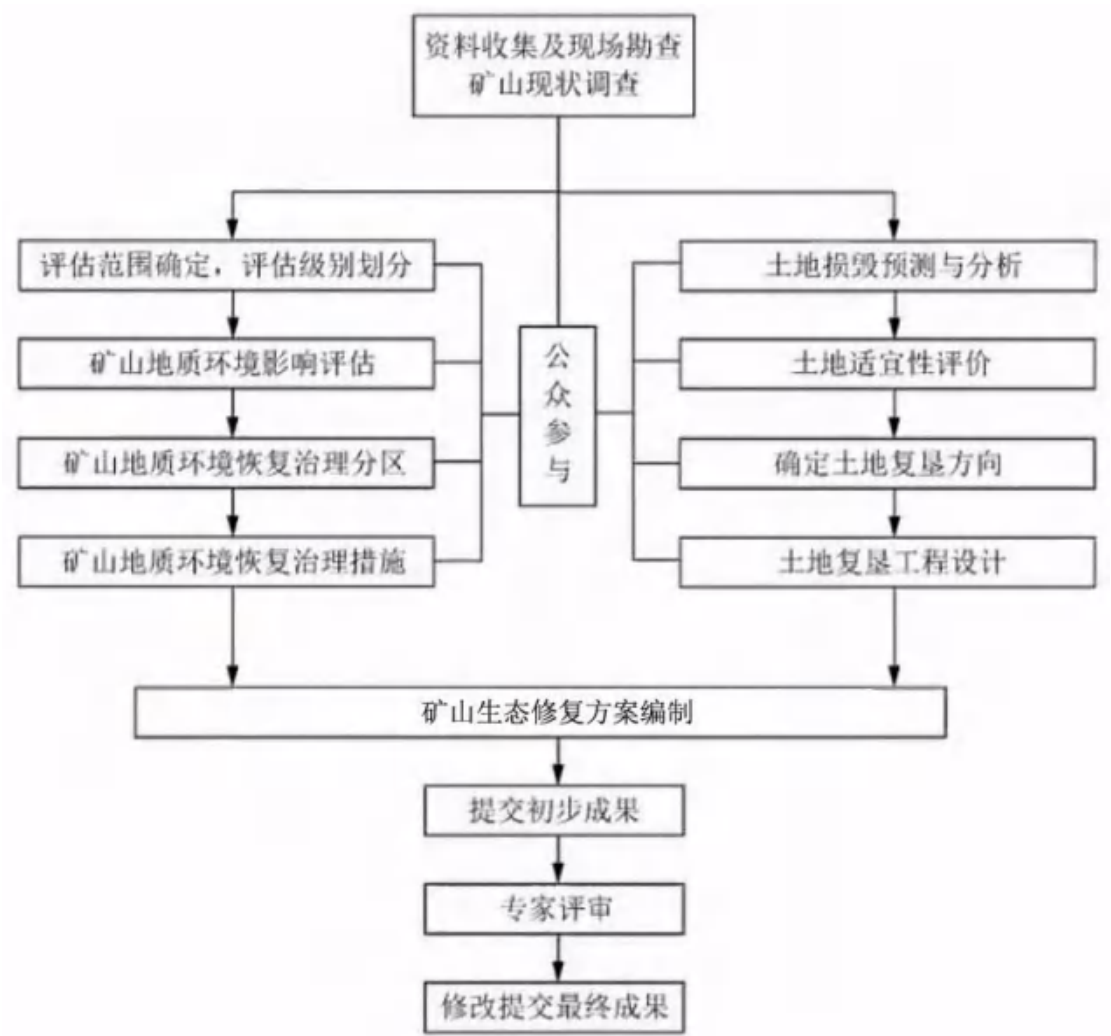 资料收集及现场勘查
矿山现状调查
评估范围确定，评估级别划分
矿山地质环境影响评估
矿山地质环境恢复治理分区
矿山地质环境恢复治理措施
公
众
参
与
土地损毁预测与分析
土地适宜性评价
确定土地复垦方向
土地复垦工程设计
矿山生态修复方案编制
提交初步成果
专家评审
修改提交最终成果